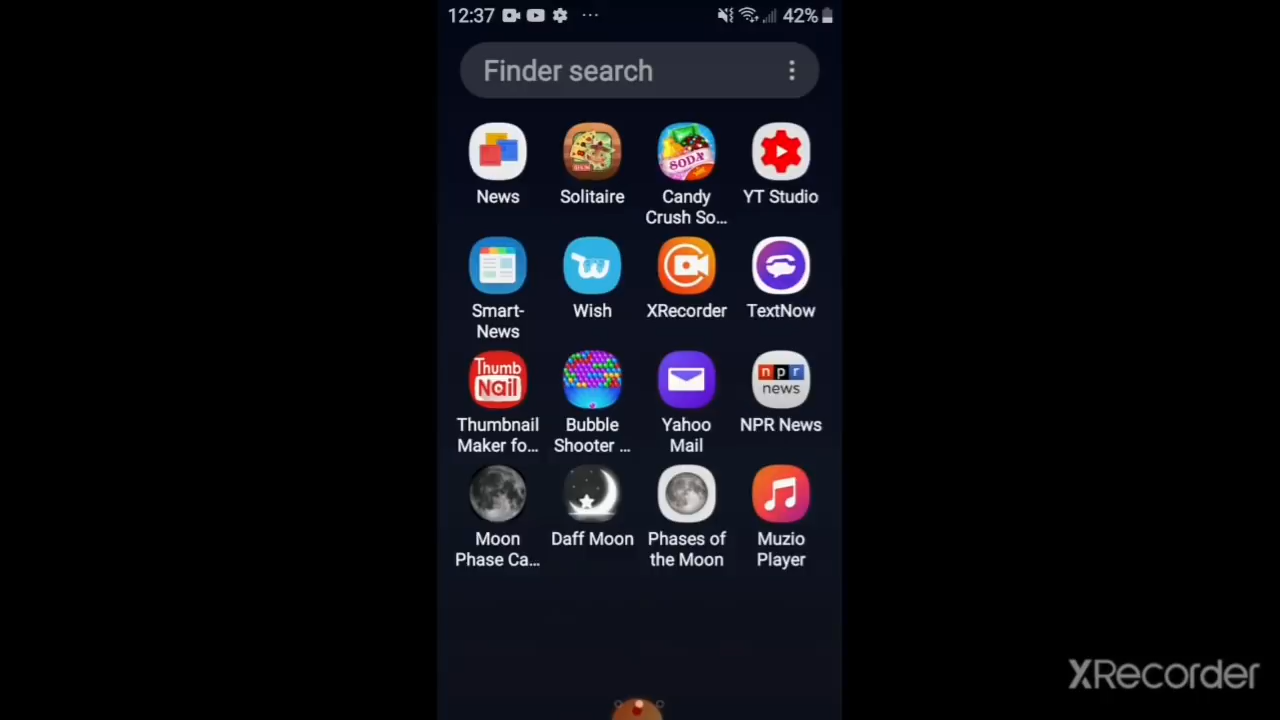 12:37 42%
Finder search
SODA
News Solitaire Candy Crush So... YT Studio
Smart-News Wish XRecorder TextNow
Thumb Nail
npr news
Thumbnail Maker fo... Bubble Shooter ... Yahoo Mail NPR News
Moon Phase Ca... Daff Moon Phases of the Moon Muzio Player
XRecorder